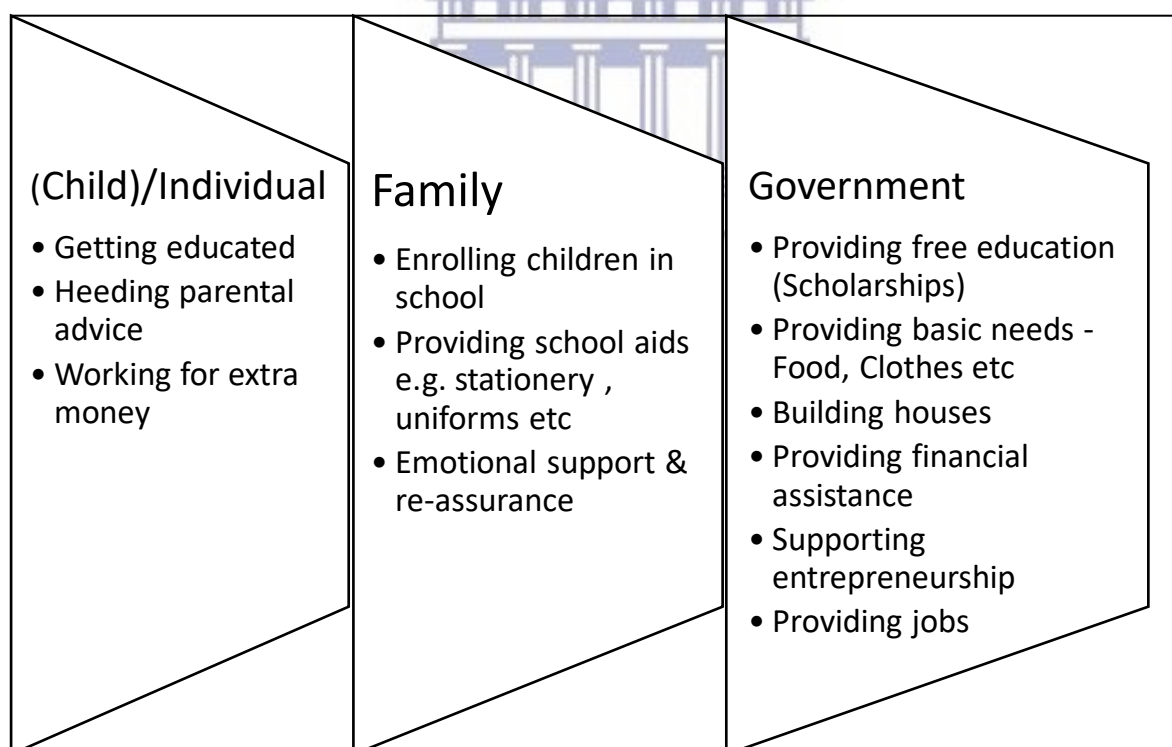 (Child)/Individual
• Getting educated
• Heeding parental
advice
• Working for extra
money
Family
• Enrolling children in
school
• Providing school aids
e.g. stationery ,
uniforms etc
• Emotional support &
re-assurance
Government
• Providing free education
(Scholarships)
• Providing basic needs -
Food, Clothes etc
• Building houses
• Providing financial
assistance
• Supporting
entrepreneurship
• Providing jobs